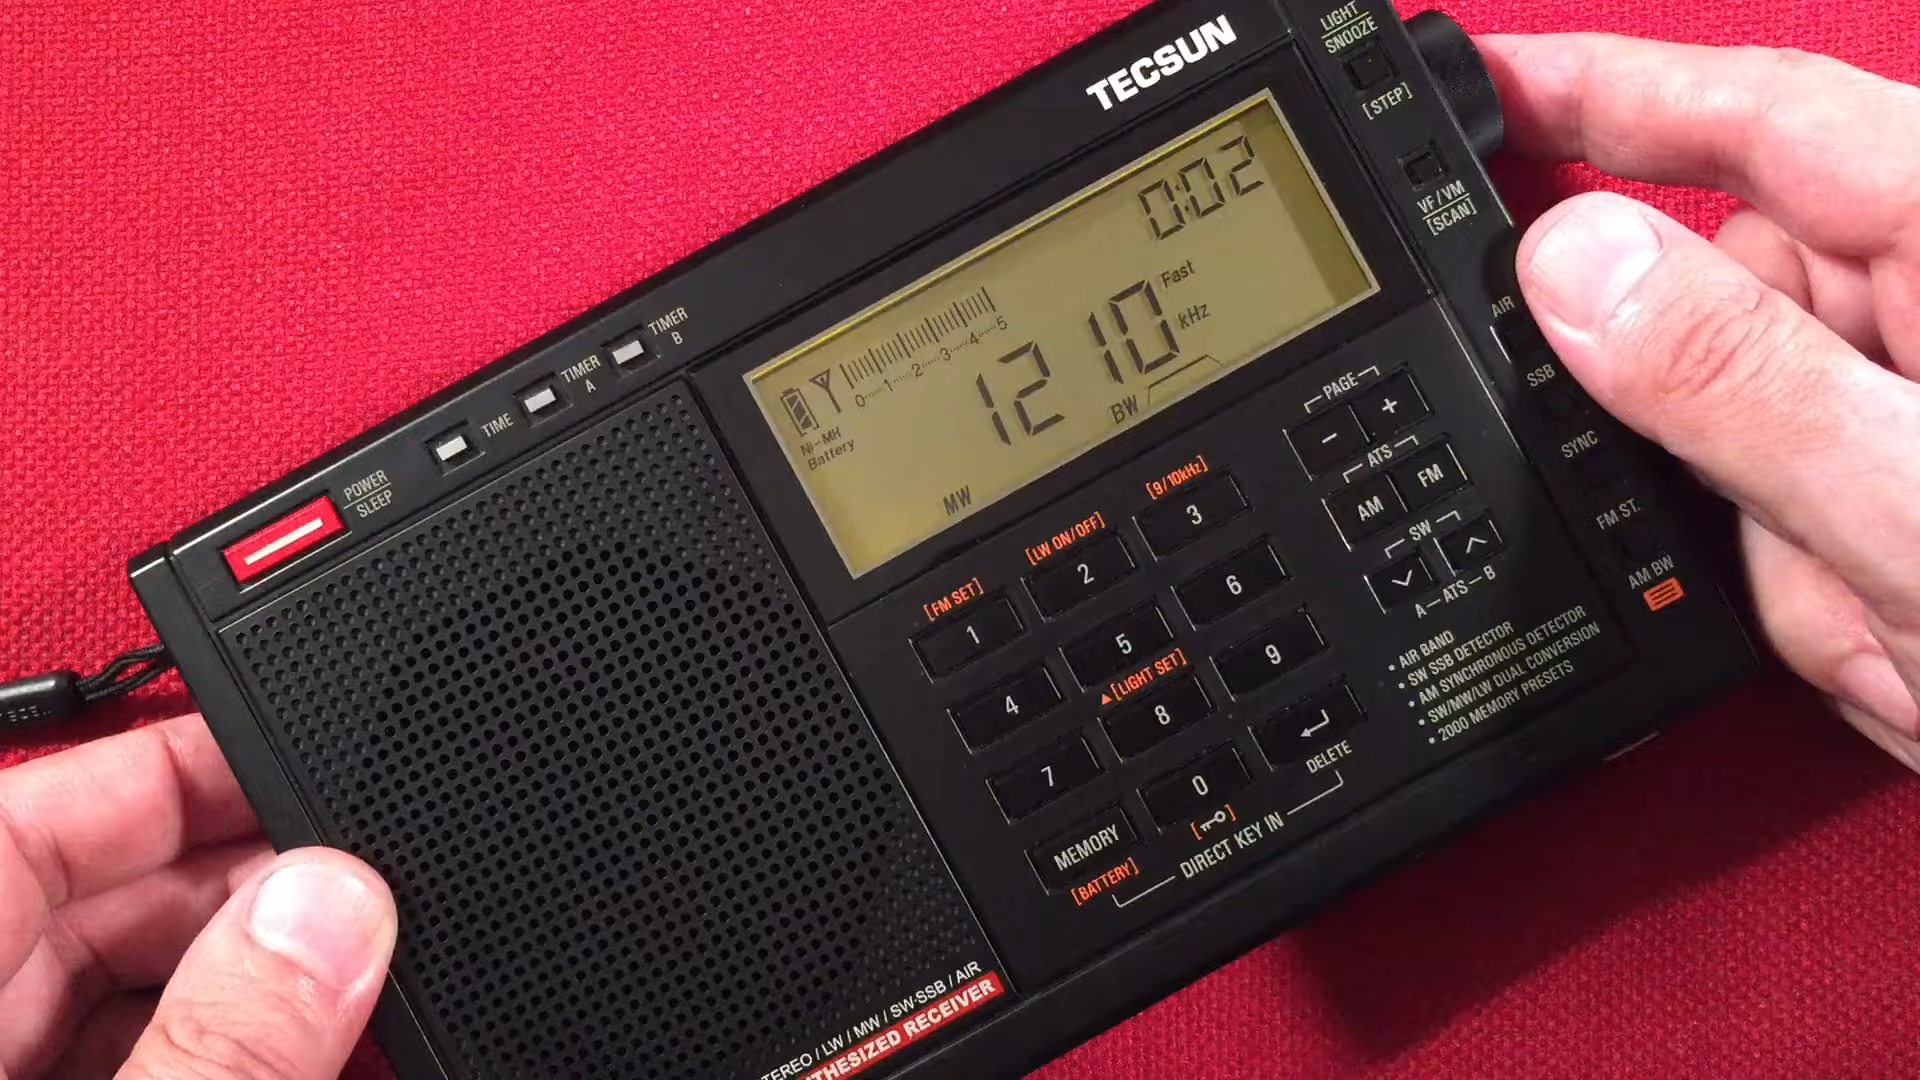 TECSUN
LIGHT
SNOOZE
[STEP]
VF/VM
[SCAN]
AIR
SSB
SYNC
FM ST.
AM BW
POWER
SLEEP
TIME
TIMER
A
TIMER
B
0:02
Fast
1210 kHz
0 1 2 3 4 5
Ni-MH
Battery
BW
MW
PAGE
- +
ATS
AM FM
SW
A—ATS—B
[FM SET]
[LW ON/OFF]
[9/10kHz]
1 2 3
4 5 6
[LIGHT SET]
7 8 9
MEMORY 0
DELETE
[BATTERY]
DIRECT KEY IN
• AIR BAND
• SW SSB DETECTOR
• AM SYNCHRONOUS DETECTOR
• SW/MW/LW DUAL CONVERSION
• 2000 MEMORY PRESETS
/ LW / MW / SW-SSB / AIR
RECEIVER